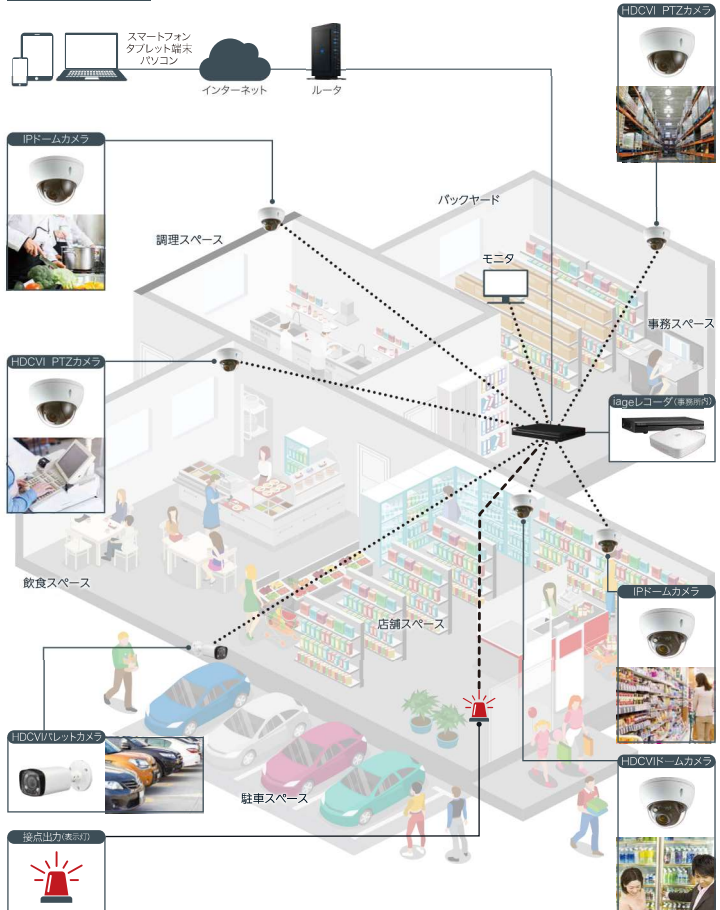 HDCVI PTZカメラ
スマートフォン
タブレット端末
パソコン
インターネット
ルータ
IPドームカメラ
バックヤード
調理スペース
モニタ
事務スペース
HDCVI PTZカメラ
iageレコーダ(事務所内)
飲食スペース
IPドームカメラ
店舗スペース
HDCVIバレットカメラ
HDCVIドームカメラ
駐車スペース
接点出力(表示灯)